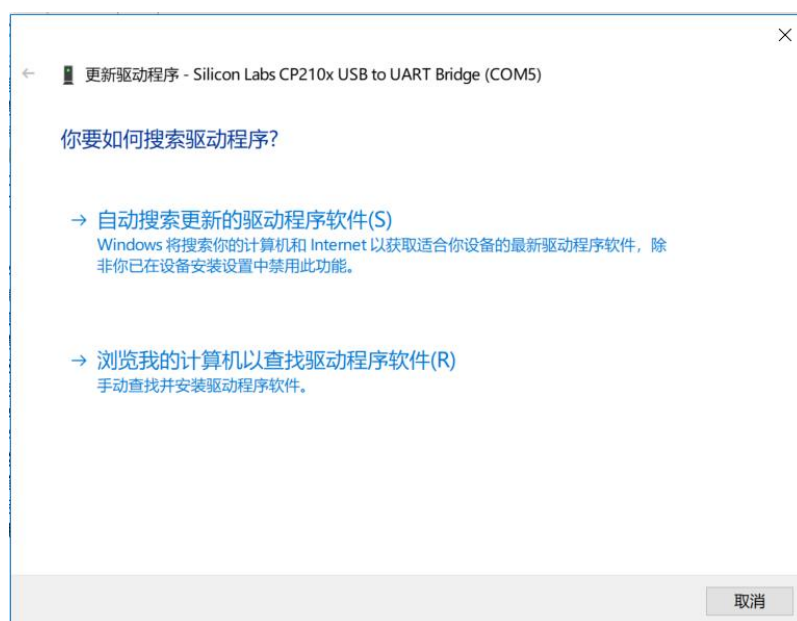 更新驱动程序 - Silicon Labs CP210x USB to UART Bridge (COM5)
你要如何搜索驱动程序?
→ 自动搜索更新的驱动程序软件(S)
Windows 将搜索你的计算机和 Internet 以获取适合你设备的最新驱动程序软件，除
非你已在设备安装设置中禁用此功能。
→ 浏览我的计算机以查找驱动程序软件(R)
手动查找并安装驱动程序软件。
取消